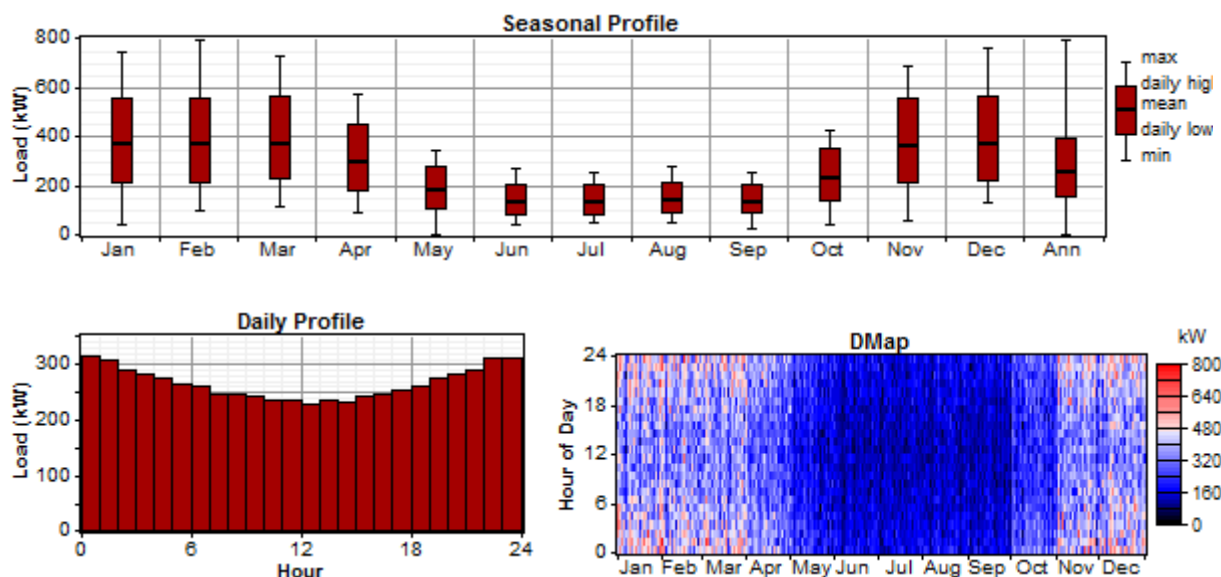 Seasonal Profile
Load (kW)
800
600
400
200
0
Jan Feb Mar Apr May Jun Jul Aug Sep Oct Nov Dec Ann
max
daily high
mean
daily low
min
Daily Profile
Load (kW)
300
200
100
0
0 6 12 18 24
Hour
DMap
Hour of Day
24
18
12
6
0
Jan Feb Mar Apr May Jun Jul Aug Sep Oct Nov Dec
kW
800
640
480
320
160
0